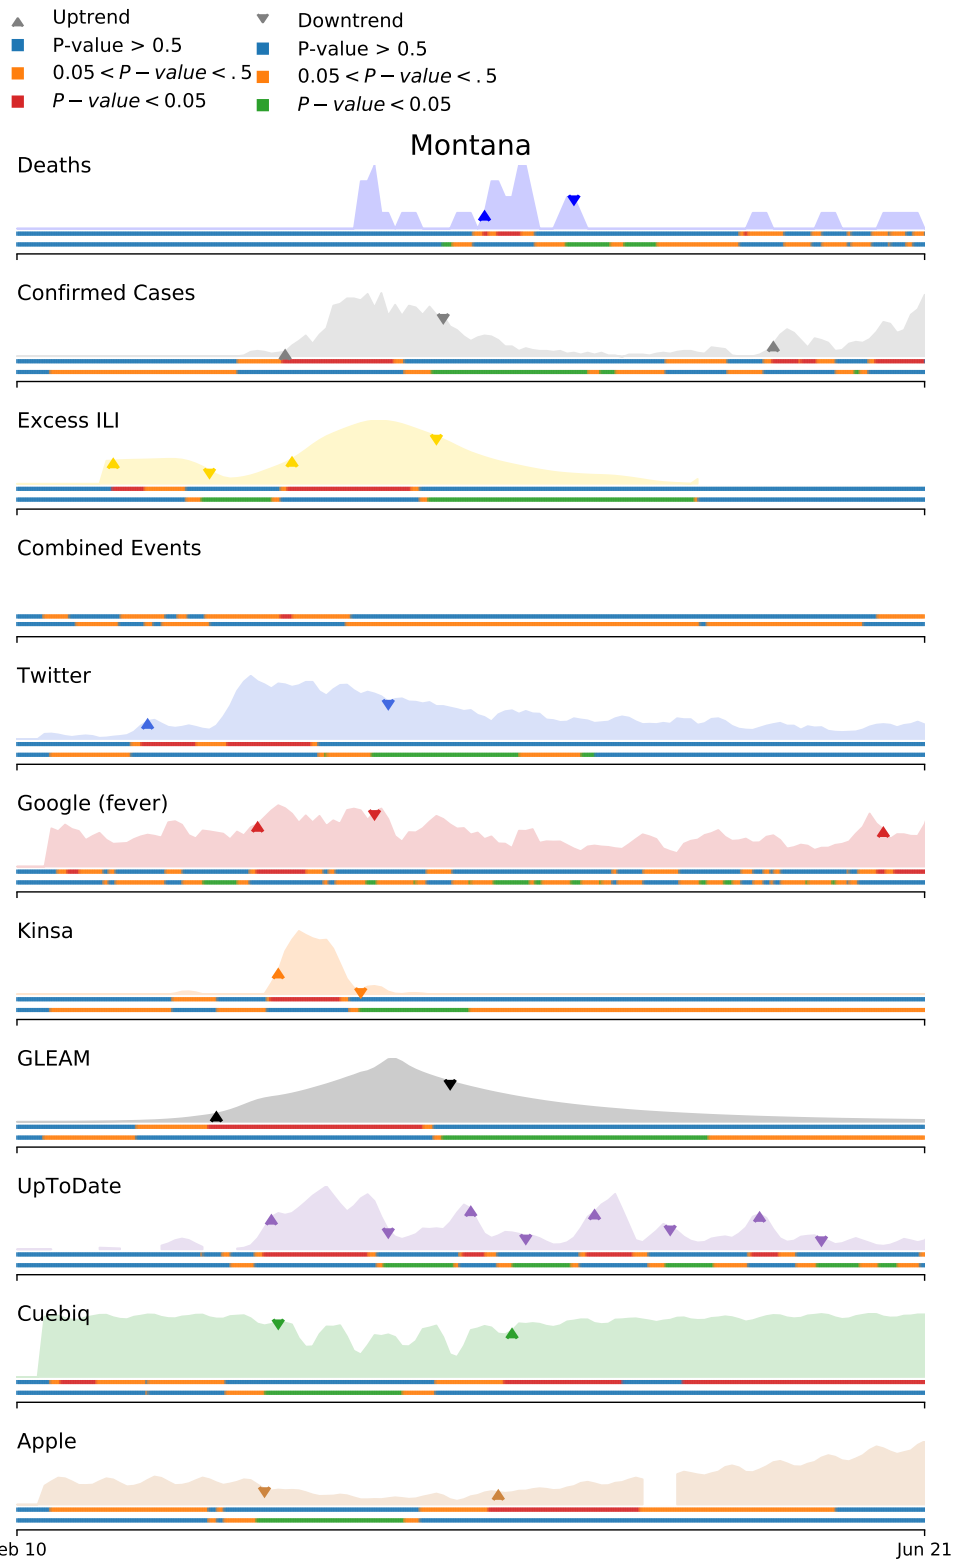 Uptrend
P-value > 0.5
0.05 < P − value < .5
P − value < 0.05
Downtrend
P-value > 0.5
0.05 < P − value < .5
P − value < 0.05
Montana
Deaths
Confirmed Cases
Excess ILI
Combined Events
Twitter
Google (fever)
Kinsa
GLEAM
UpToDate
Cuebiq
Apple
eb 10
Jun 21